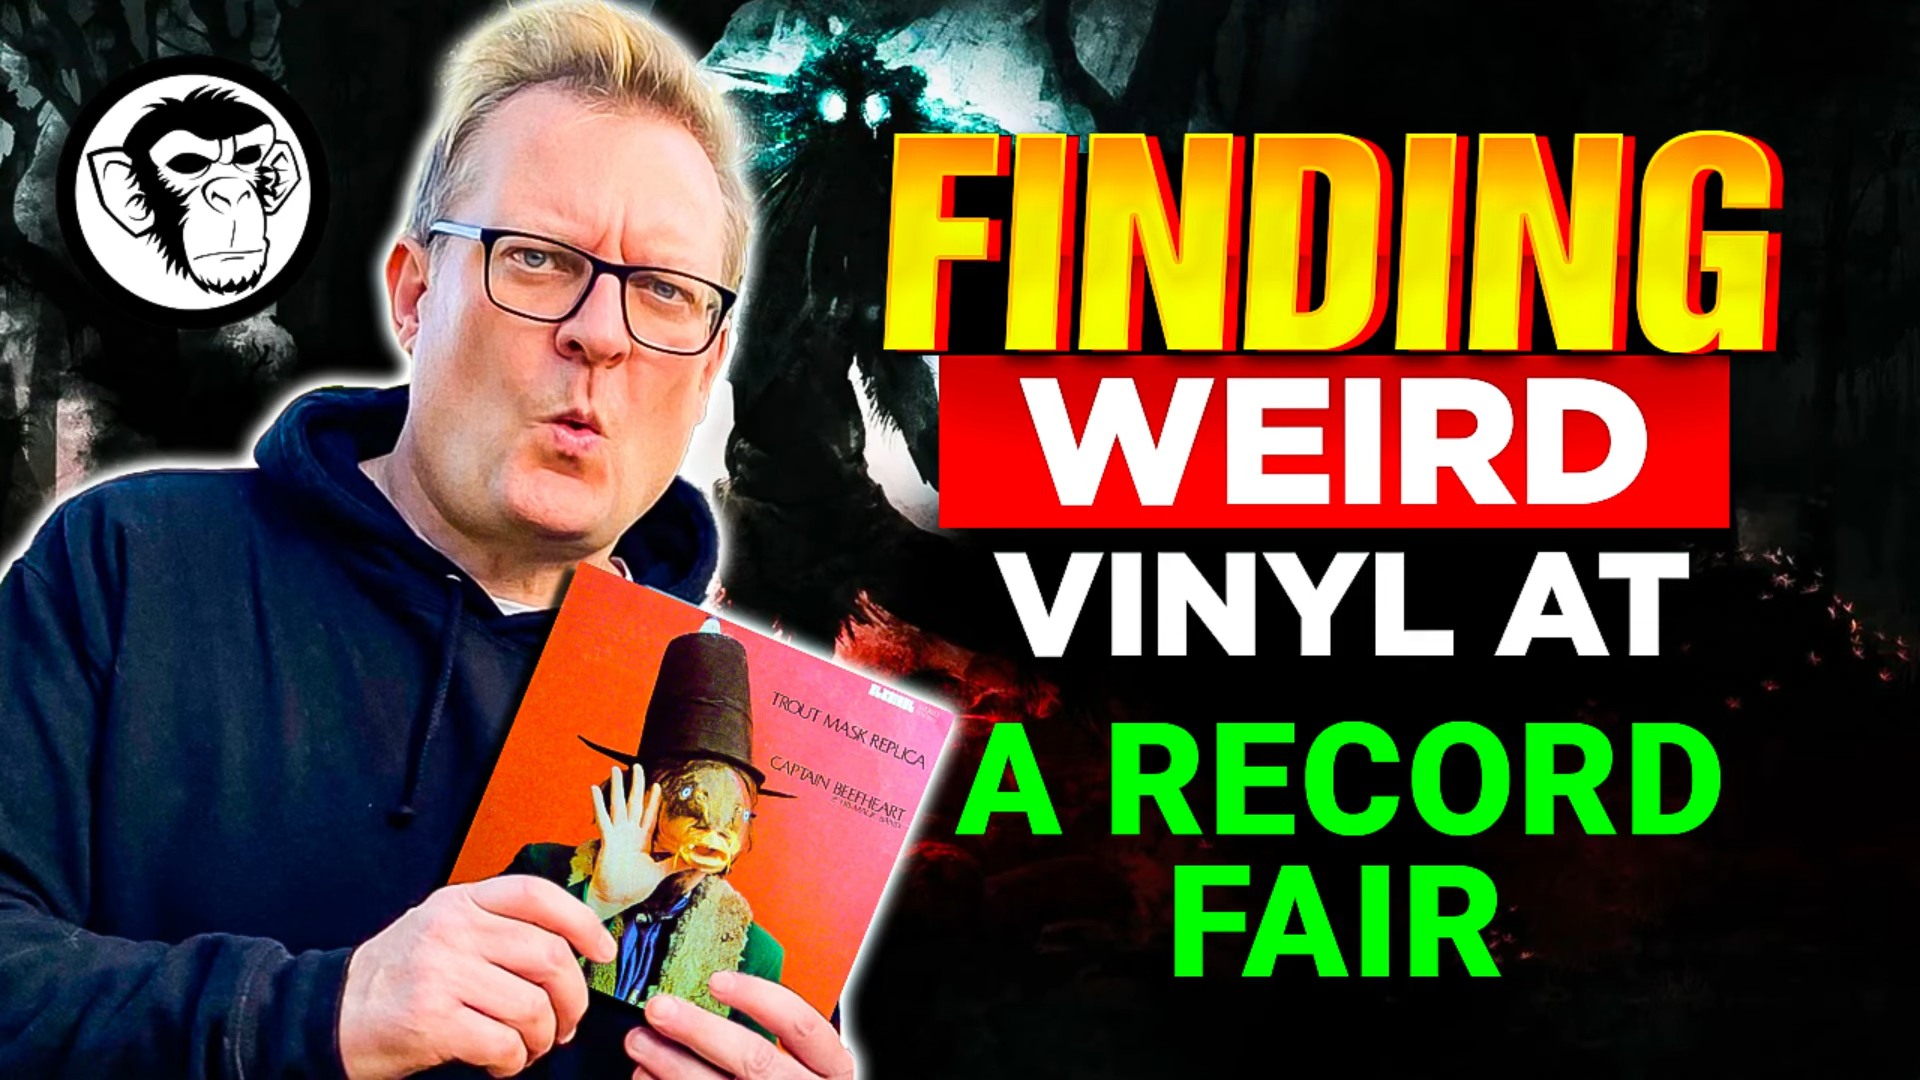 FINDING
WEIRD
VINYL AT
A RECORD
FAIR
TROUT MASK REPLICA
CAPTAIN BEEFHEART